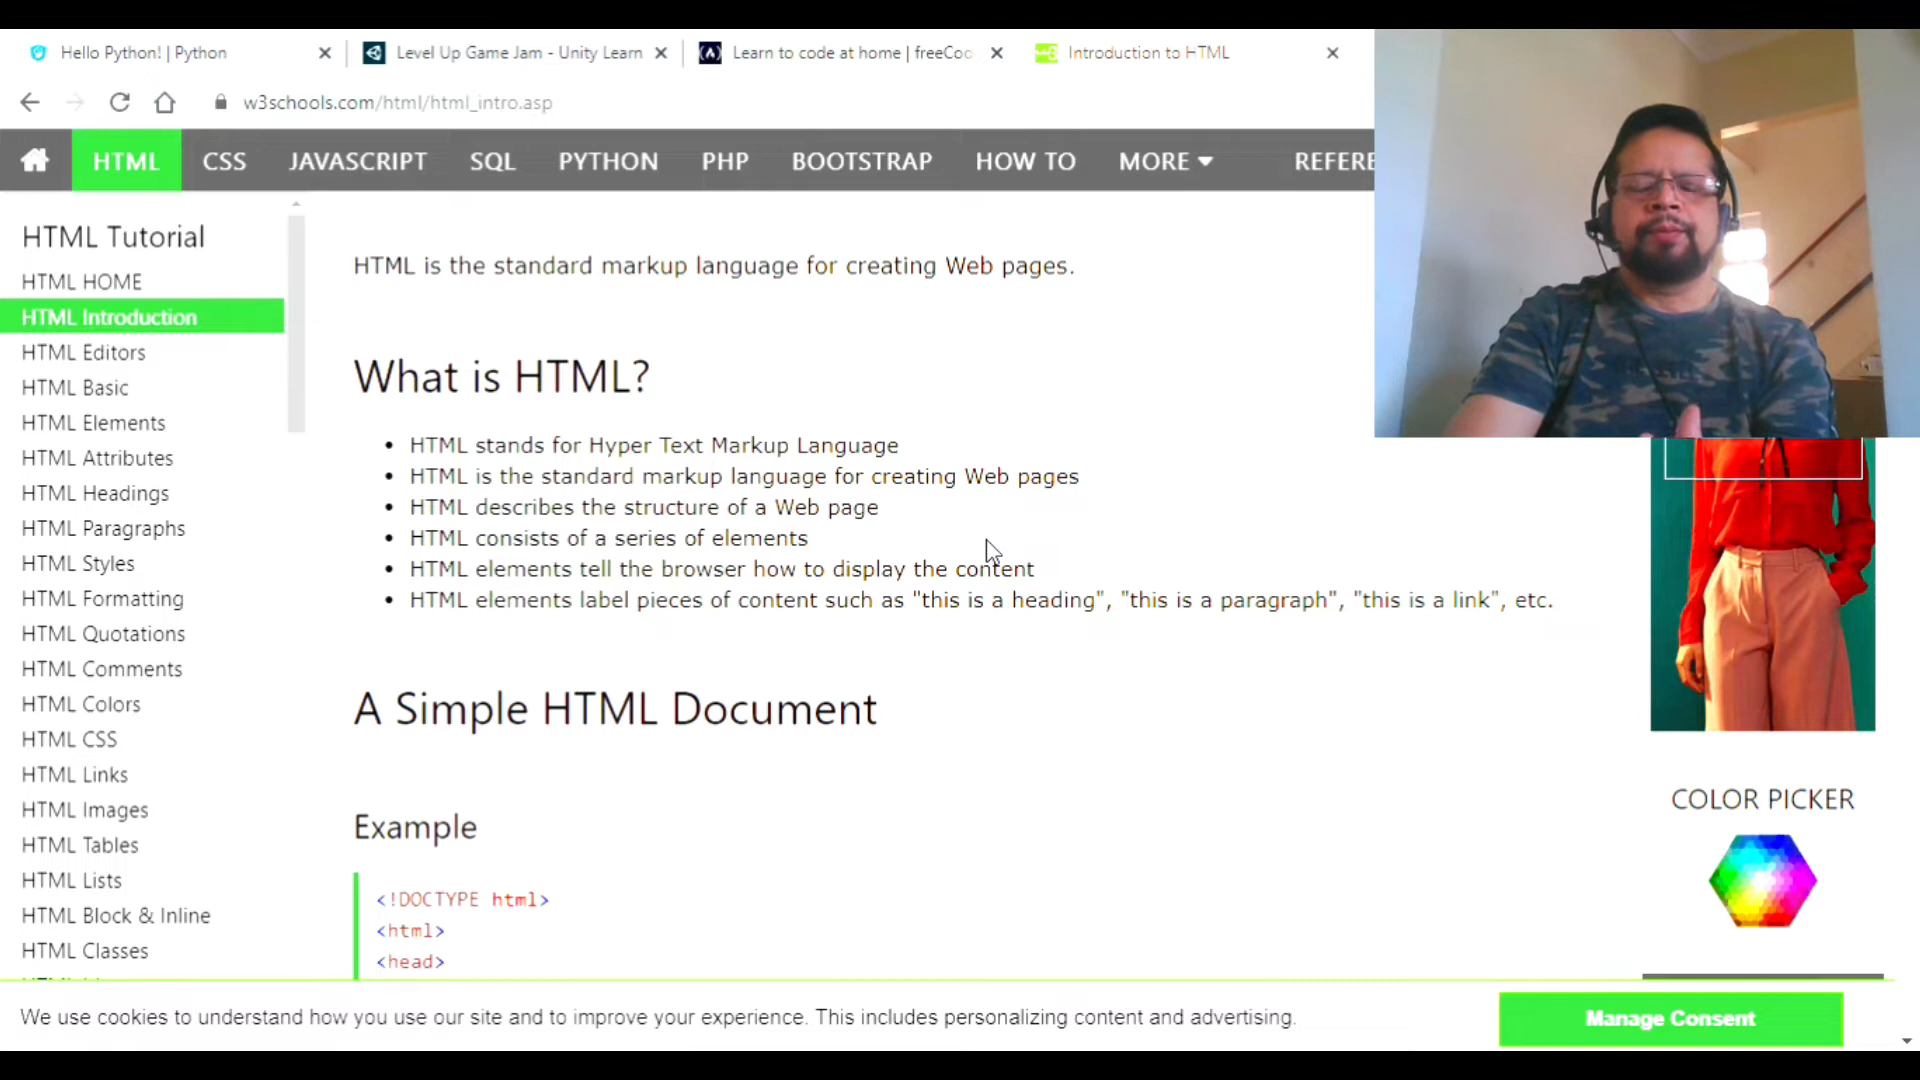 Hello Python! | Python
Level Up Game Jam - Unity Learn
Learn to code at home | freeCo
Introduction to HTML
w3schools.com/html/html_intro.asp
HTML CSS JAVASCRIPT SQL PYTHON PHP BOOTSTRAP HOW TO MORE REFERE
HTML Tutorial
HTML HOME
HTML Introduction
HTML Editors
HTML Basic
HTML Elements
HTML Attributes
HTML Headings
HTML Paragraphs
HTML Styles
HTML Formatting
HTML Quotations
HTML Comments
HTML Colors
HTML CSS
HTML Links
HTML Images
HTML Tables
HTML Lists
HTML Block & Inline
HTML Classes
HTML is the standard markup language for creating Web pages.
What is HTML?
• HTML stands for Hyper Text Markup Language
• HTML is the standard markup language for creating Web pages
• HTML describes the structure of a Web page
• HTML consists of a series of elements
• HTML elements tell the browser how to display the content
• HTML elements label pieces of content such as "this is a heading", "this is a paragraph", "this is a link", etc.
A Simple HTML Document
Example
<!DOCTYPE html>
<html>
<head>
COLOR PICKER
We use cookies to understand how you use our site and to improve your experience. This includes personalizing content and advertising.
Manage Consent